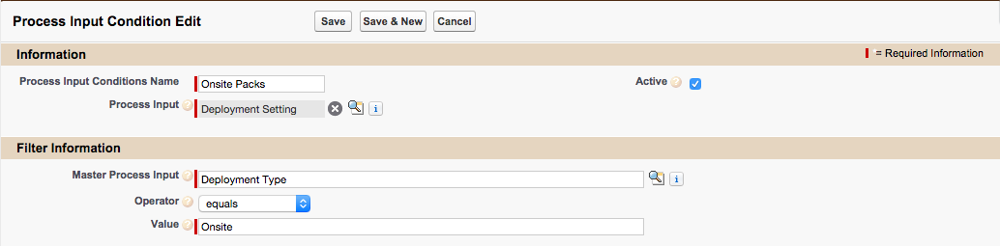 Process Input Condition Edit Save Save & New Cancel
Information = Required Information
Process Input Conditions Name Onsite Packs Active ?
Process Input ? Deployment Setting i
Filter Information
Master Process Input ? Deployment Type i
Operator ? equals
Value ? Onsite